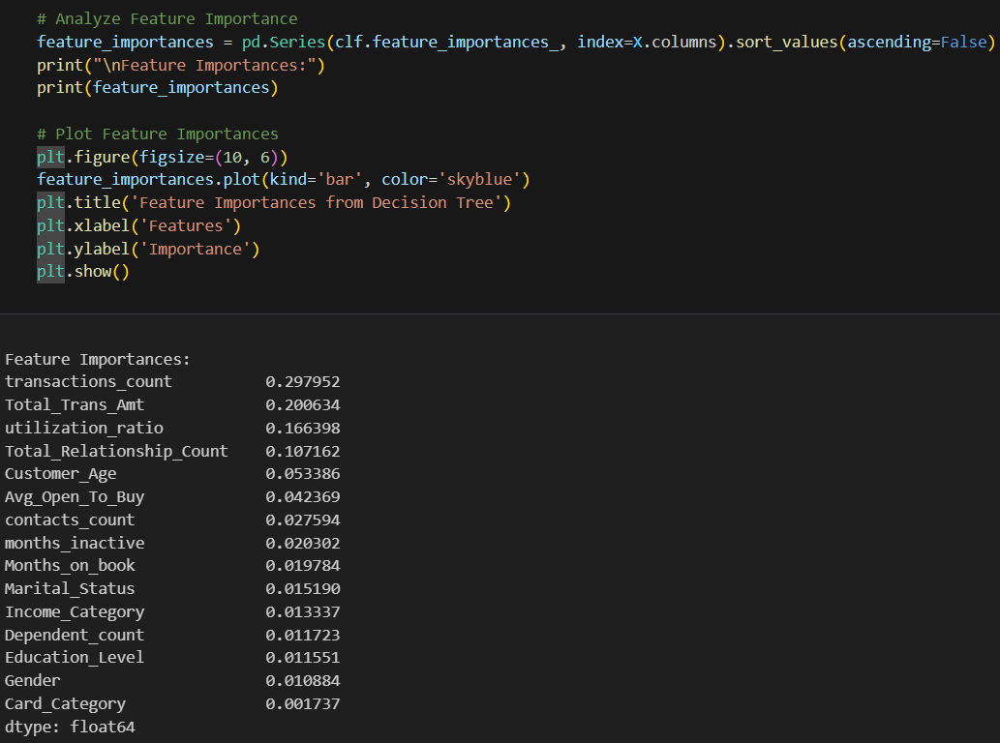 # Analyze Feature Importance
feature_importances = pd.Series(clf.feature_importances_, index=X.columns).sort_values(ascending=False)
print("\nFeature Importances:")
print(feature_importances)
# Plot Feature Importances
plt.figure(figsize=(10, 6))
feature_importances.plot(kind='bar', color='skyblue')
plt.title('Feature Importances from Decision Tree')
plt.xlabel('Features')
plt.ylabel('Importance')
plt.show()
Feature Importances:
transactions_count 0.297952
Total_Trans_Amt 0.200634
utilization_ratio 0.166398
Total_Relationship_Count 0.107162
Customer_Age 0.053386
Avg_Open_To_Buy 0.042369
contacts_count 0.027594
months_inactive 0.020302
Months_on_book 0.019784
Marital_Status 0.015190
Income_Category 0.013337
Dependent_count 0.011723
Education_Level 0.011551
Gender 0.010884
Card_Category 0.001737
dtype: float64